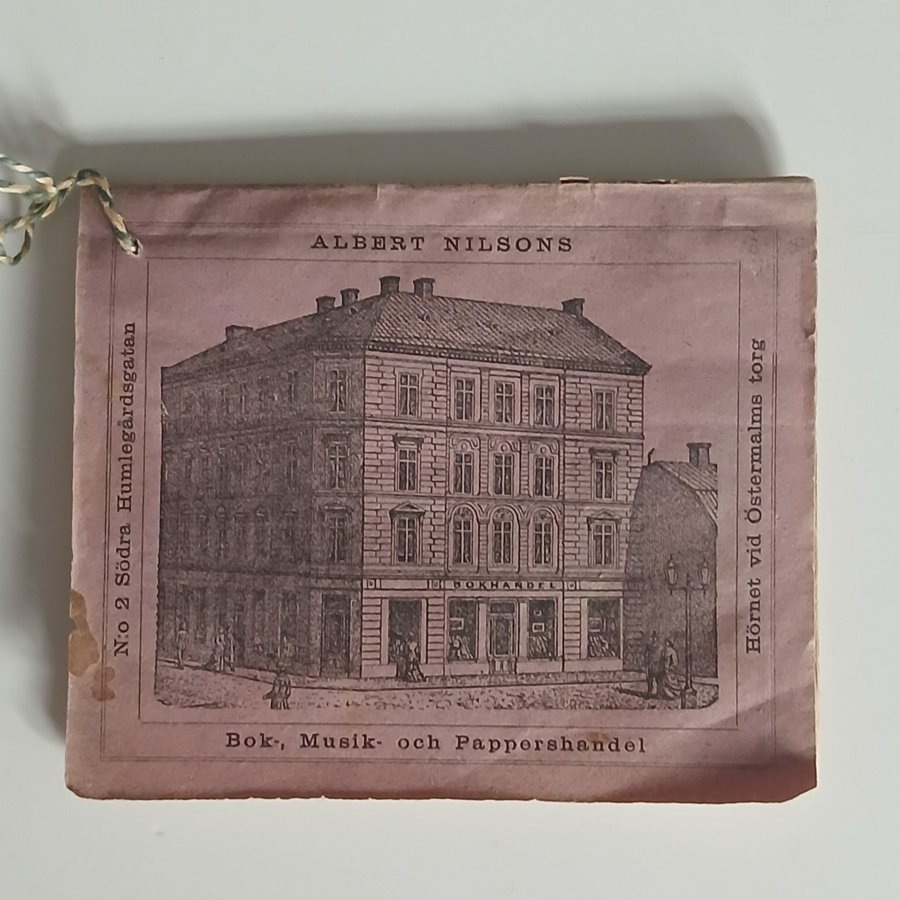 ALBERT NILSONS
N:o 2 Södra Humlegårdsgatan
BOKHANDEL
Hörnet vid Östermalms torg
Bok-, Musik- och Pappershandel